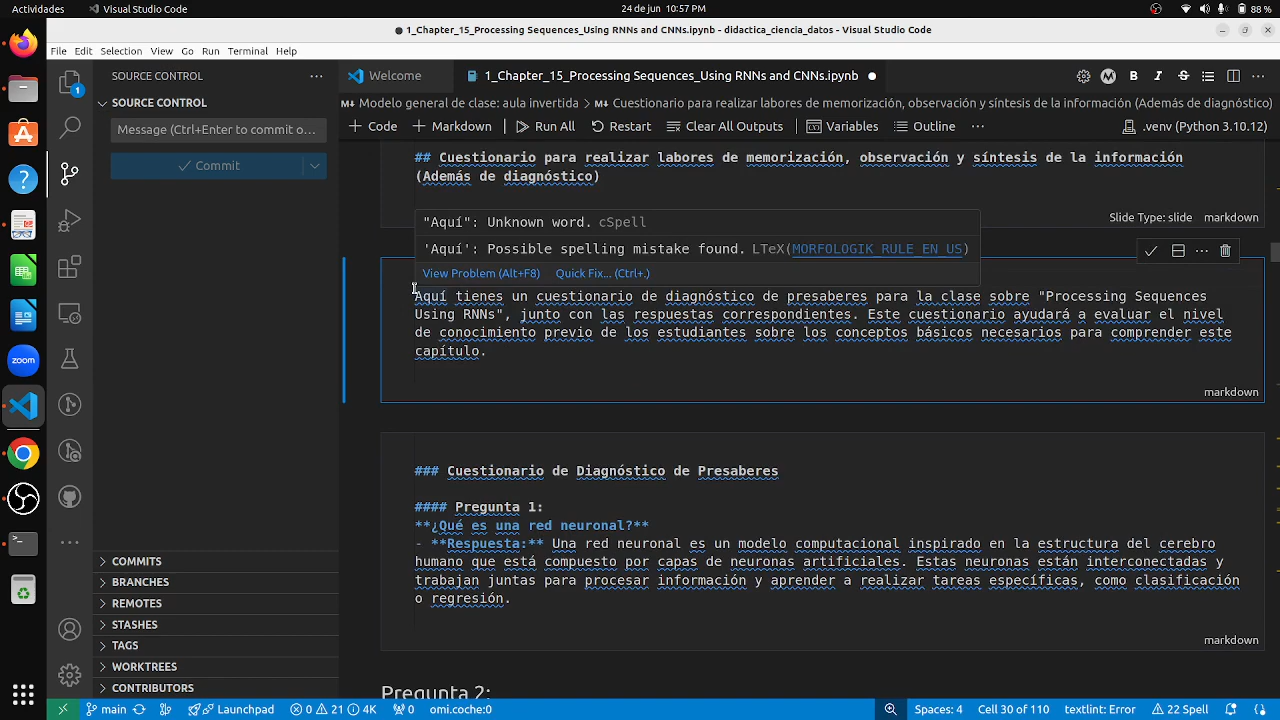 Actividades
Visual Studio Code
24 de jun 10:57 PM
88 %
1_Chapter_15_Processing Sequences_Using RNNs and CNNs.ipynb - didactica_ciencia_datos - Visual Studio Code
File Edit Selection View Go Run Terminal Help
SOURCE CONTROL
Welcome
1_Chapter_15_Processing Sequences_Using RNNs and CNNs.ipynb
SOURCE CONTROL
Modelo general de clase: aula invertida > Cuestionario para realizar labores de memorización, observación y síntesis de la información (Además de diagnóstico)
Message (Ctrl+Enter to commit o...
Code
Markdown
Run All
Restart
Clear All Outputs
Variables
Outline
.venv (Python 3.10.12)
Commit
## Cuestionario para realizar labores de memorización, observación y síntesis de la información
(Además de diagnóstico)
Slide Type: slide
markdown
"Aquí": Unknown word. cSpell
'Aquí': Possible spelling mistake found. LTeX(MORFOLOGIK_RULE_EN_US)
View Problem (Alt+F8)
Quick Fix... (Ctrl+.)
Aquí tienes un cuestionario de diagnóstico de presaberes para la clase sobre "Processing Sequences
Using RNNs", junto con las respuestas correspondientes. Este cuestionario ayudará a evaluar el nivel
de conocimiento previo de los estudiantes sobre los conceptos básicos necesarios para comprender este
capítulo.
markdown
### Cuestionario de Diagnóstico de Presaberes
#### Pregunta 1:
**¿Qué es una red neuronal?**
- **Respuesta:** Una red neuronal es un modelo computacional inspirado en la estructura del cerebro
humano que está compuesto por capas de neuronas artificiales. Estas neuronas están interconectadas y
trabajan juntas para procesar información y aprender a realizar tareas específicas, como clasificación
o regresión.
markdown
Pregunta 2:
COMMITS
BRANCHES
REMOTES
STASHES
TAGS
WORKTREES
CONTRIBUTORS
zoom
1
main
Launchpad
0
21
4K
0
omi.coche:0
Spaces: 4
Cell 30 of 110
textlint: Error
22 Spell